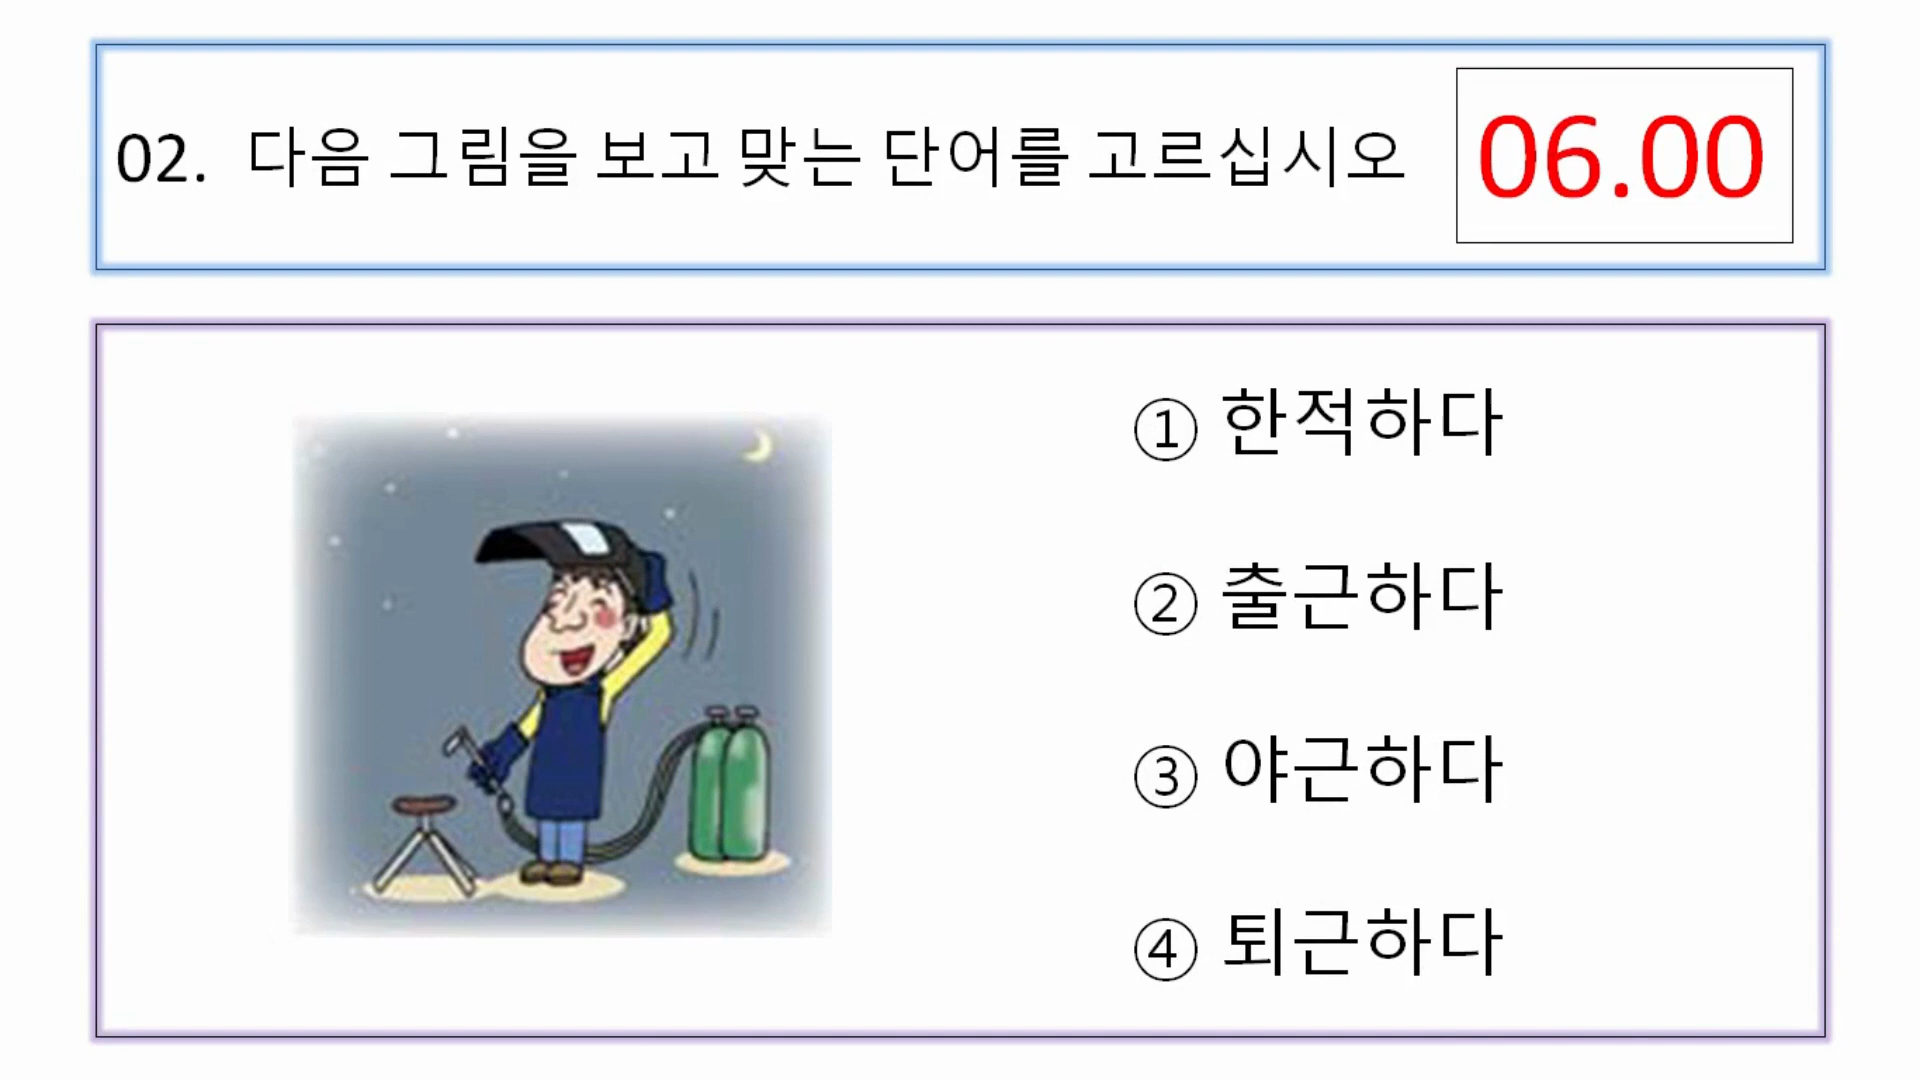 02. 다음 그림을 보고 맞는 단어를 고르십시오
06.00
① 한적하다
② 출근하다
③ 야근하다
④ 퇴근하다